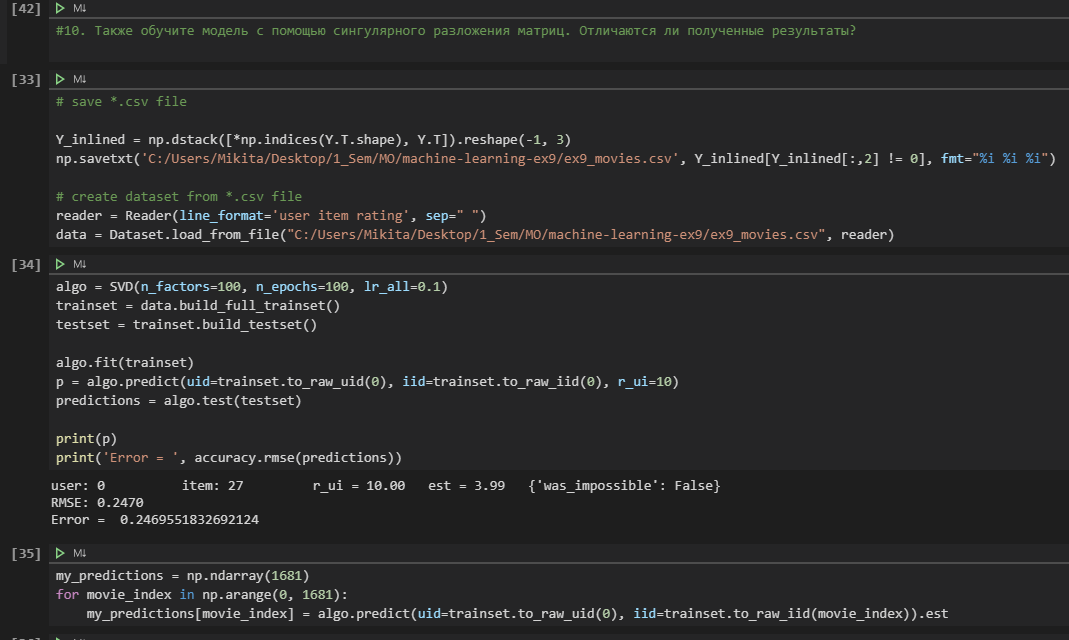 [42] M↓
#10. Также обучите модель с помощью сингулярного разложения матриц. Отличаются ли полученные результаты?
[33] M↓
# save *.csv file
Y_inlined = np.dstack([*np.indices(Y.T.shape), Y.T]).reshape(-1, 3)
np.savetxt('C:/Users/Mikita/Desktop/1_Sem/MO/machine-learning-ex9/ex9_movies.csv', Y_inlined[Y_inlined[:,2] != 0], fmt="%i %i %i")
# create dataset from *.csv file
reader = Reader(line_format='user item rating', sep=" ")
data = Dataset.load_from_file("C:/Users/Mikita/Desktop/1_Sem/MO/machine-learning-ex9/ex9_movies.csv", reader)
[34] M↓
algo = SVD(n_factors=100, n_epochs=100, lr_all=0.1)
trainset = data.build_full_trainset()
testset = trainset.build_testset()
algo.fit(trainset)
p = algo.predict(uid=trainset.to_raw_uid(0), iid=trainset.to_raw_iid(0), r_ui=10)
predictions = algo.test(testset)
print(p)
print('Error = ', accuracy.rmse(predictions))
user: 0 item: 27 r_ui = 10.00 est = 3.99 {'was_impossible': False}
RMSE: 0.2470
Error = 0.2469551832692124
[35] M↓
my_predictions = np.ndarray(1681)
for movie_index in np.arange(0, 1681):
my_predictions[movie_index] = algo.predict(uid=trainset.to_raw_uid(0), iid=trainset.to_raw_iid(movie_index)).est